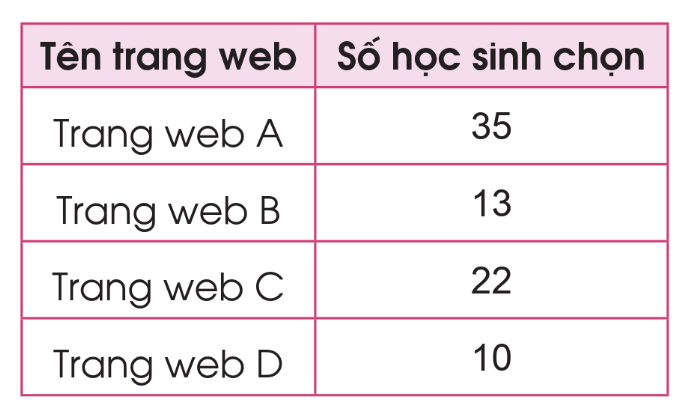 Tên trang web Số học sinh chọn
Trang web A 35
Trang web B 13
Trang web C 22
Trang web D 10